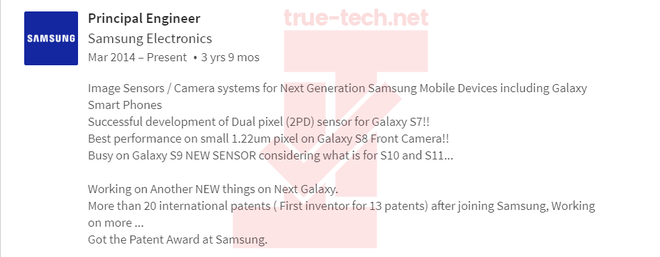 true-tech.net
Principal Engineer
SAMSUNG
Samsung Electronics
Mar 2014 – Present • 3 yrs 9 mos
Image Sensors / Camera systems for Next Generation Samsung Mobile Devices including Galaxy
Smart Phones
Successful development of Dual pixel (2PD) sensor for Galaxy S7!!
Best performance on small 1.22um pixel on Galaxy S8 Front Camera!!
Busy on Galaxy S9 NEW SENSOR considering what is for S10 and S11...
Working on Another NEW things on Next Galaxy.
More than 20 international patents ( First inventor for 13 patents) after joining Samsung, Working
on more ...
Got the Patent Award at Samsung.